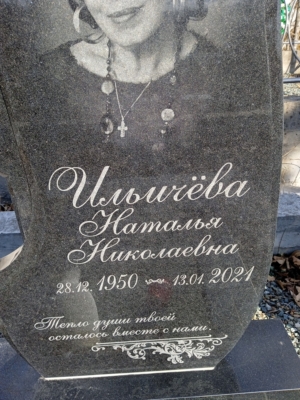 Ильичёва
Наталья
Николаевна
28.12. 1950 ~ 13.01. 2021
Тепло души твоей
осталось вместе с нами.